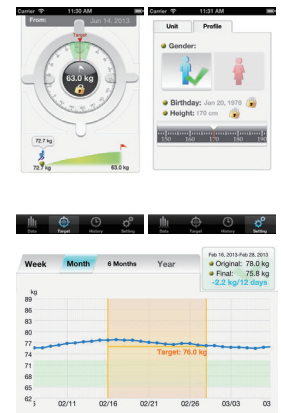 Carrier 11:30 AM
From: Jun 14, 2013
Target
63.0 kg
72.7 kg
72.7 kg 63.0 kg
Data Target History Setting
Carrier 11:31 AM
Unit Profile
Gender:
Birthday: Jan 20, 1978
Height: 170 cm
150 160 170 180 190
Data Target History Setting
Week Month 6 Months Year
Feb 16, 2013-Feb 28, 2013
Original: 78.0 kg
Final: 75.8 kg
-2.2 kg/12 days
kg
89
86
83
80
77
74
71
68
65
62
Target: 76.0 kg
02/11 02/16 02/21 02/26 03/03 03